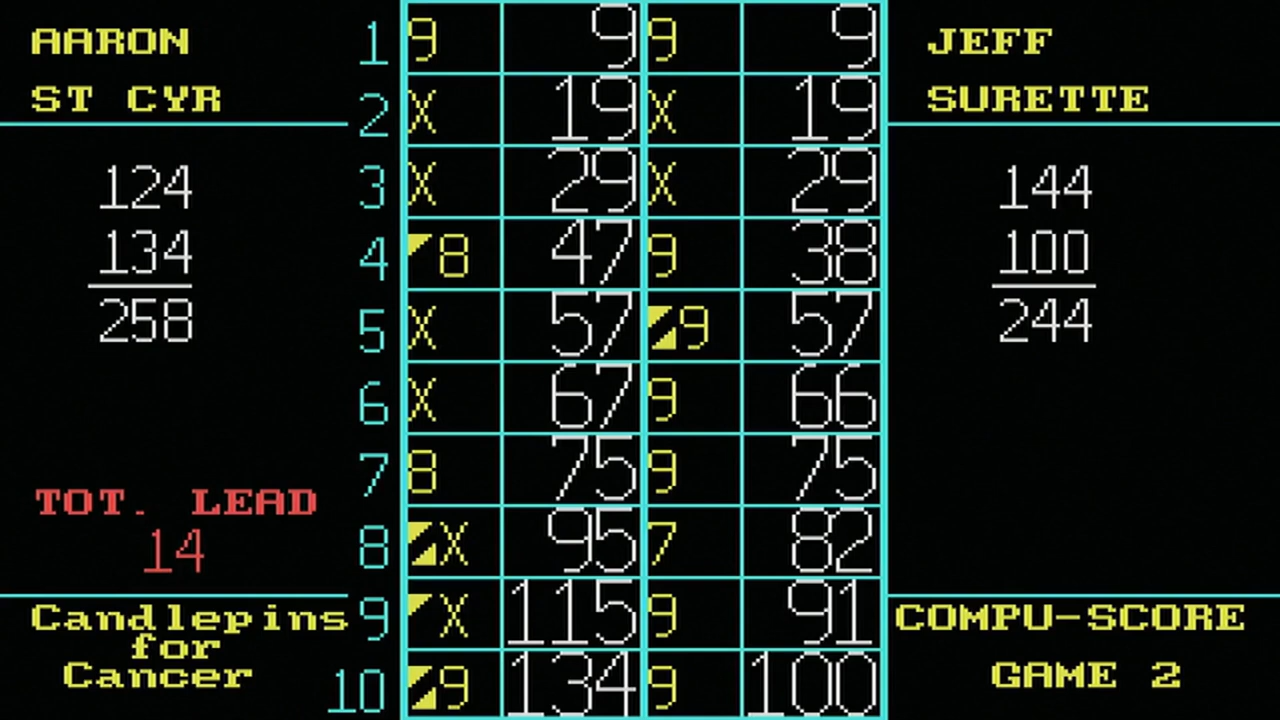 AARON
ST CYR
124
134
258
TOT. LEAD
14
Candlepins
for
Cancer
1 9 9 9 9
2 X 19 X 19
3 X 29 X 29
4 8 47 9 38
5 X 57 9 57
6 X 67 9 66
7 8 75 9 75
8 X 95 7 82
9 X 115 9 91
10 9 134 9 100
JEFF
SURETTE
144
100
244
COMPU-SCORE
GAME 2